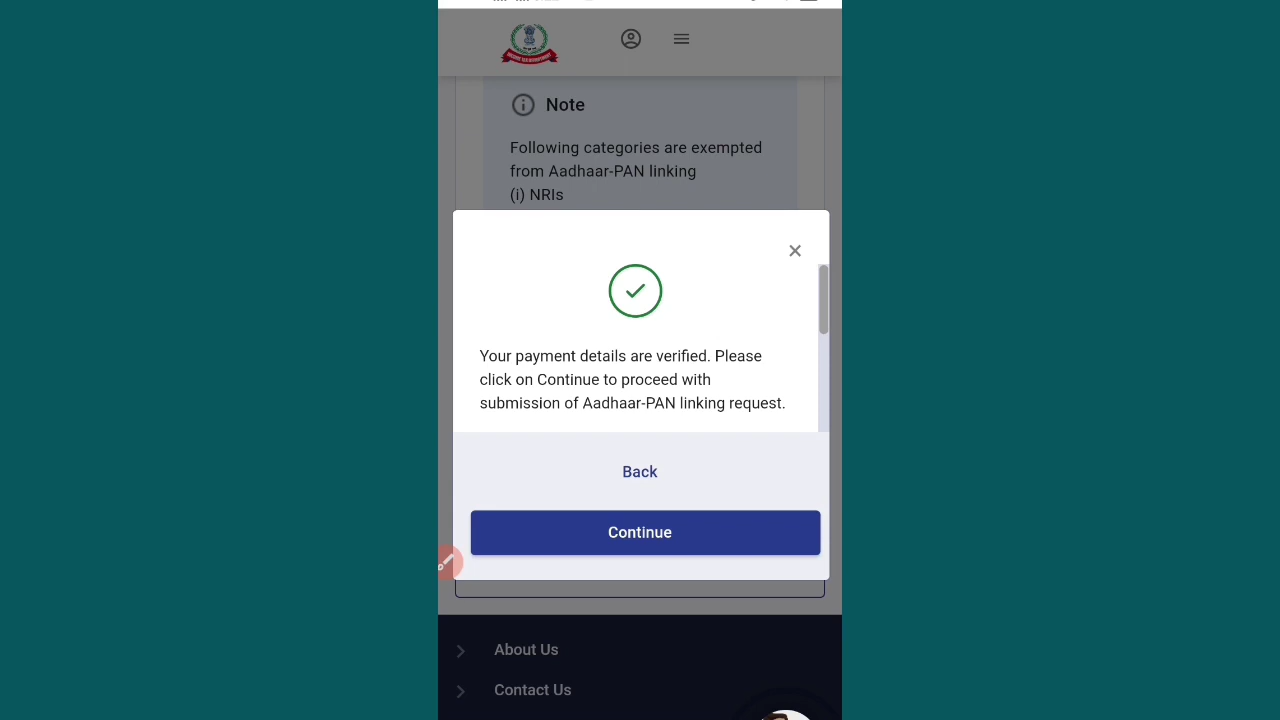 Note
Following categories are exempted
from Aadhaar-PAN linking
(i) NRIs
×
Your payment details are verified. Please
click on Continue to proceed with
submission of Aadhaar-PAN linking request.
Back
Continue
About Us
Contact Us